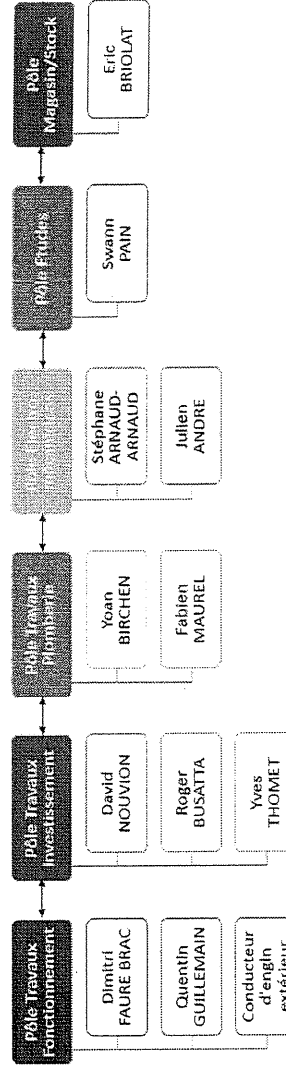 Pôle Travaux
Fonctionnement
Dimitri
FAURE BRAC
Quentin
GUILLEMAIN
Conducteur
d'engin
extérieur
Pôle Travaux
Investissement
David
NOUVION
Roger
BUSATTA
Yves
THOMET
Pôle Travaux
Plomberie
Yoan
BIRCHEN
Fabien
MAUREL
Stéphane
ARNAUD-
ARNAUD
Julien
ANDRE
Pôle Etudes
Swann
PAIN
Pôle
Magasin/Stock
Eric
BRIOLAT